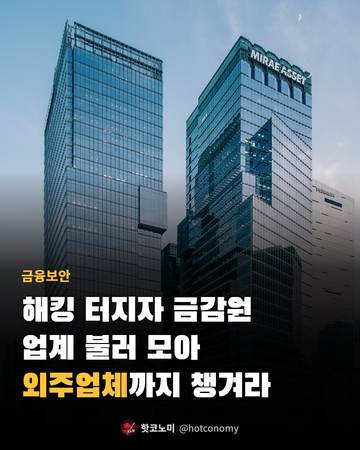 MIRAE ASSET
금융보안
해킹 터지자 금감원
업계 불러 모아
외주업체까지 챙겨라
핫코노미 @hotconomy